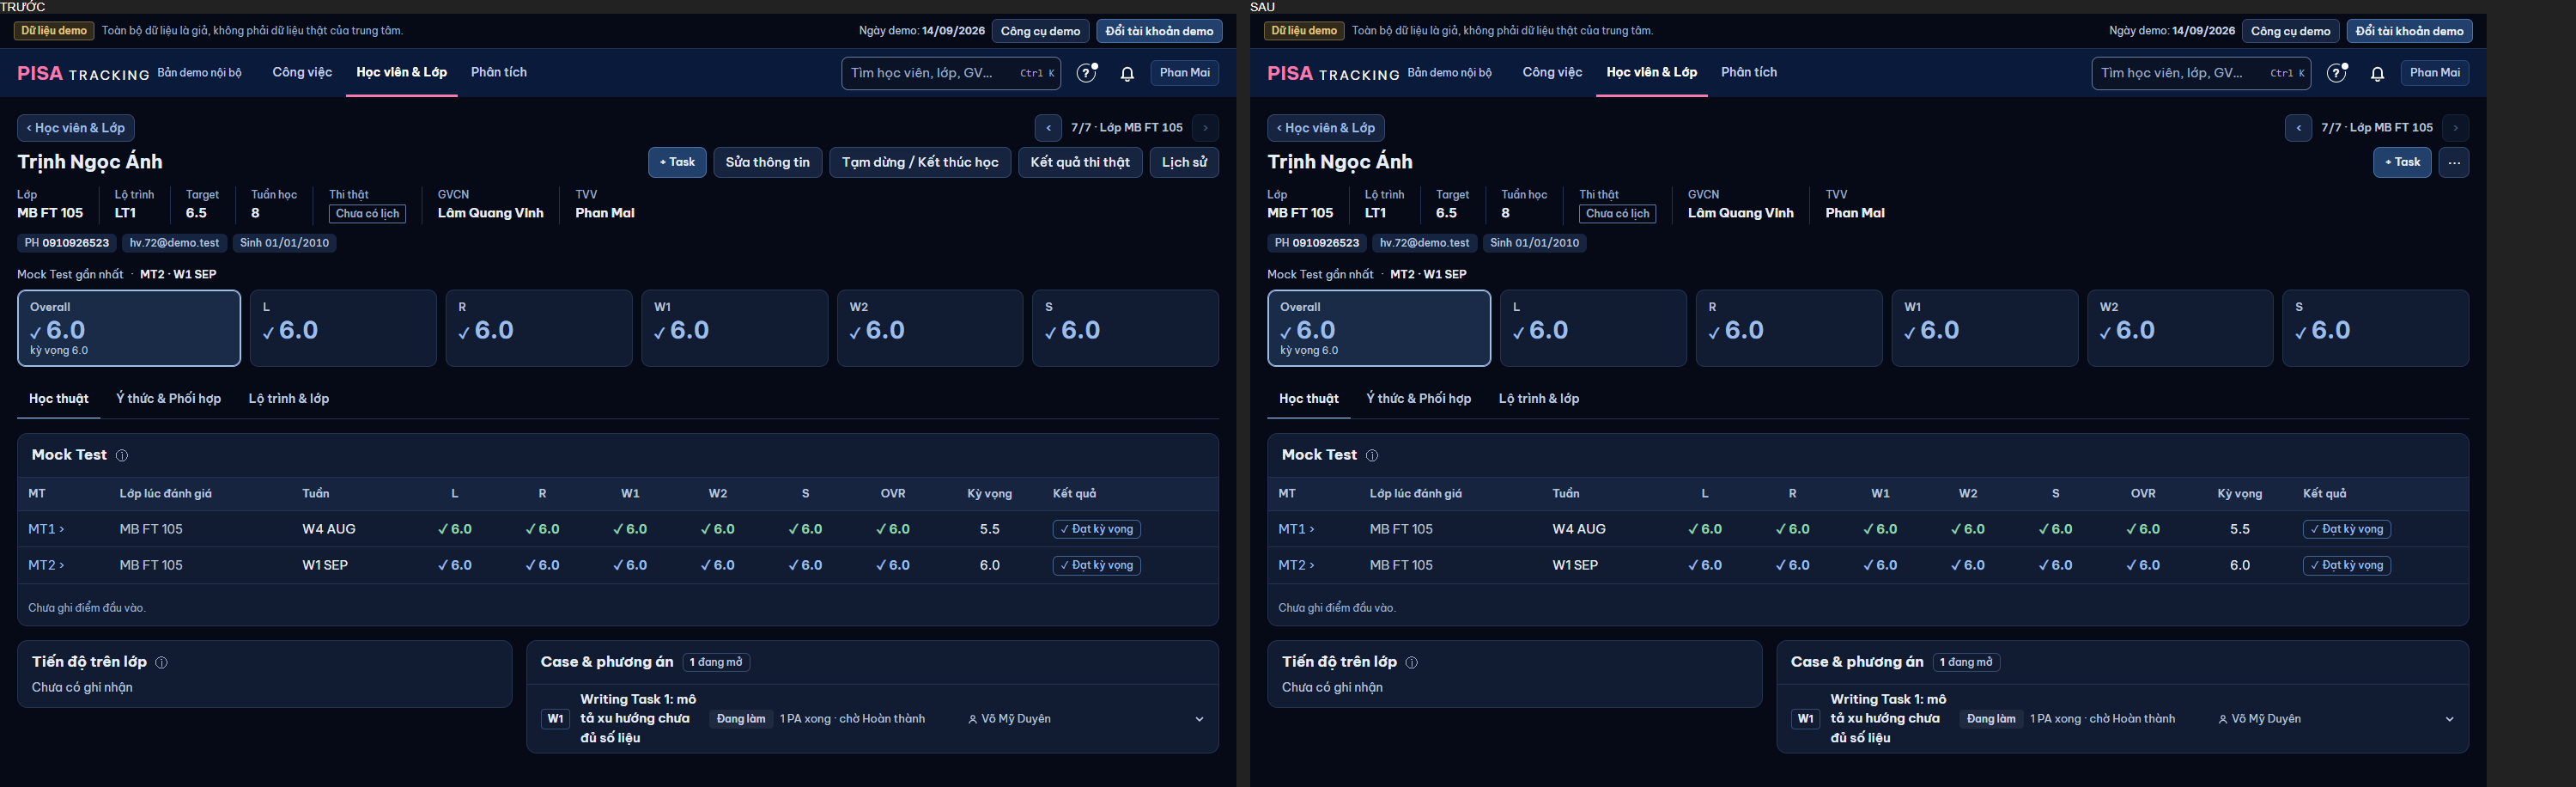 TRƯỚC
Dữ liệu demo Toàn bộ dữ liệu là giả, không phải dữ liệu thật của trung tâm. Ngày demo: 14/09/2026 Công cụ demo Đổi tài khoản demo
PISA TRACKING Bản demo nội bộ Công việc Học viên & Lớp Phân tích Tìm học viên, lớp, GV... Ctrl K ? Phan Mai
‹ Học viên & Lớp ‹ 7/7 · Lớp MB FT 105 ›
Trịnh Ngọc Ánh + Task Sửa thông tin Tạm dừng / Kết thúc học Kết quả thi thật Lịch sử
Lớp Lộ trình Target Tuần học Thi thật GVCN TVV
MB FT 105 LT1 6.5 8 Chưa có lịch Lâm Quang Vinh Phan Mai
PH 0910926523 hv.72@demo.test Sinh 01/01/2010
Mock Test gần nhất · MT2 · W1 SEP
Overall L R W1 W2 S
✓ 6.0 ✓ 6.0 ✓ 6.0 ✓ 6.0 ✓ 6.0 ✓ 6.0
kỳ vọng 6.0
Học thuật Ý thức & Phối hợp Lộ trình & lớp
Mock Test ⓘ
MT Lớp lúc đánh giá Tuần L R W1 W2 S OVR Kỳ vọng Kết quả
MT1 › MB FT 105 W4 AUG ✓ 6.0 ✓ 6.0 ✓ 6.0 ✓ 6.0 ✓ 6.0 ✓ 6.0 5.5 ✓ Đạt kỳ vọng
MT2 › MB FT 105 W1 SEP ✓ 6.0 ✓ 6.0 ✓ 6.0 ✓ 6.0 ✓ 6.0 ✓ 6.0 6.0 ✓ Đạt kỳ vọng
Chưa ghi điểm đầu vào.
Tiến độ trên lớp ⓘ
Chưa có ghi nhận
Case & phương án 1 đang mở
W1 Writing Task 1: mô
tả xu hướng chưa
đủ số liệu
Đang làm 1 PA xong · chờ Hoàn thành Võ Mỹ Duyên
SAU
Dữ liệu demo Toàn bộ dữ liệu là giả, không phải dữ liệu thật của trung tâm. Ngày demo: 14/09/2026 Công cụ demo Đổi tài khoản demo
PISA TRACKING Bản demo nội bộ Công việc Học viên & Lớp Phân tích Tìm học viên, lớp, GV... Ctrl K ? Phan Mai
‹ Học viên & Lớp ‹ 7/7 · Lớp MB FT 105 ›
Trịnh Ngọc Ánh + Task ...
Lớp Lộ trình Target Tuần học Thi thật GVCN TVV
MB FT 105 LT1 6.5 8 Chưa có lịch Lâm Quang Vinh Phan Mai
PH 0910926523 hv.72@demo.test Sinh 01/01/2010
Mock Test gần nhất · MT2 · W1 SEP
Overall L R W1 W2 S
✓ 6.0 ✓ 6.0 ✓ 6.0 ✓ 6.0 ✓ 6.0 ✓ 6.0
kỳ vọng 6.0
Học thuật Ý thức & Phối hợp Lộ trình & lớp
Mock Test ⓘ
MT Lớp lúc đánh giá Tuần L R W1 W2 S OVR Kỳ vọng Kết quả
MT1 › MB FT 105 W4 AUG ✓ 6.0 ✓ 6.0 ✓ 6.0 ✓ 6.0 ✓ 6.0 ✓ 6.0 5.5 ✓ Đạt kỳ vọng
MT2 › MB FT 105 W1 SEP ✓ 6.0 ✓ 6.0 ✓ 6.0 ✓ 6.0 ✓ 6.0 ✓ 6.0 6.0 ✓ Đạt kỳ vọng
Chưa ghi điểm đầu vào.
Tiến độ trên lớp ⓘ
Chưa có ghi nhận
Case & phương án 1 đang mở
W1 Writing Task 1: mô
tả xu hướng chưa
đủ số liệu
Đang làm 1 PA xong · chờ Hoàn thành Võ Mỹ Duyên